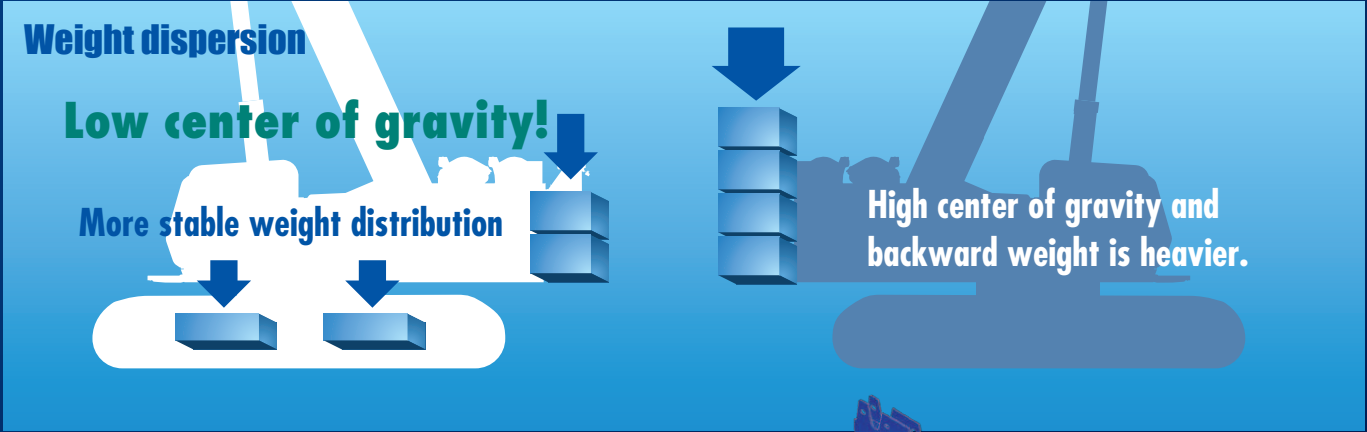 Weight dispersion
Low center of gravity!
More stable weight distribution
High center of gravity and
backward weight is heavier.